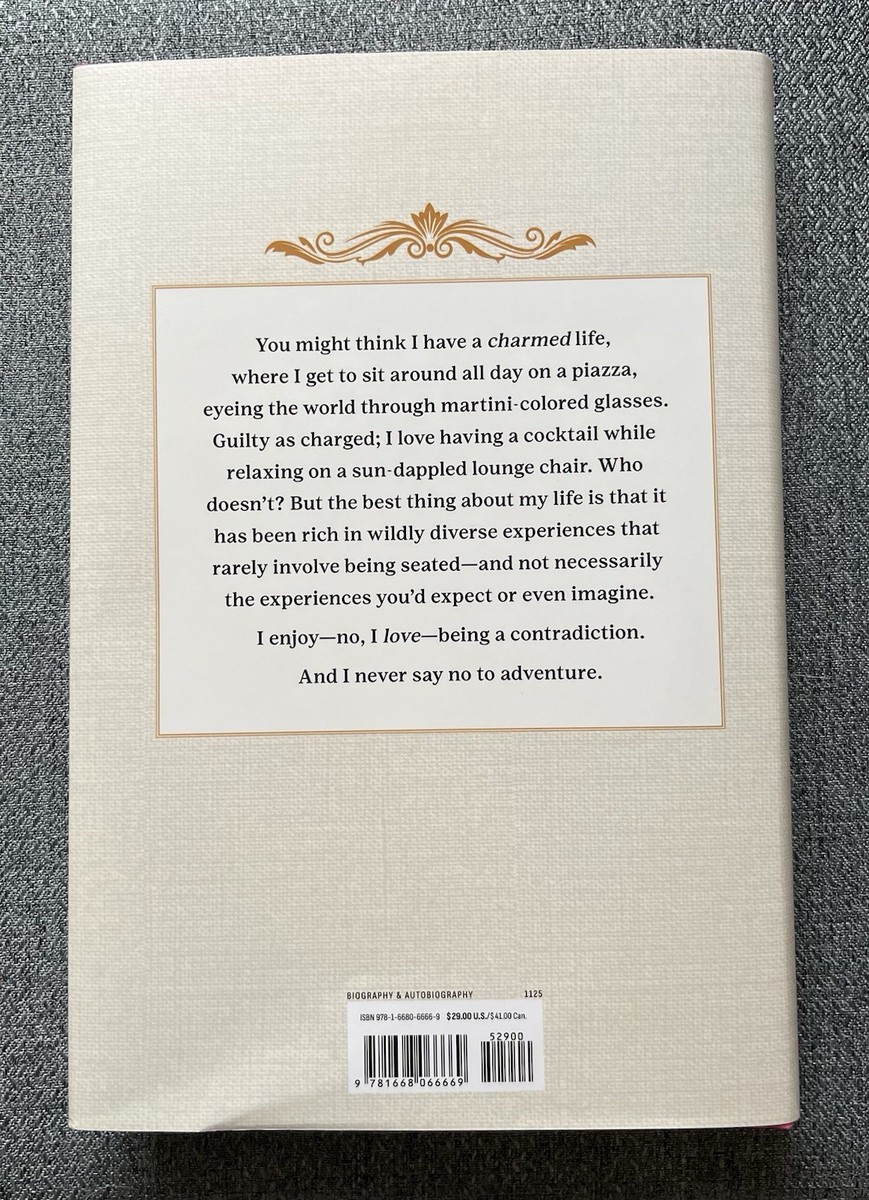 You might think I have a charmed life,
where I get to sit around all day on a piazza,
eyeing the world through martini-colored glasses.
Guilty as charged; I love having a cocktail while
relaxing on a sun-dappled lounge chair. Who
doesn’t? But the best thing about my life is that it
has been rich in wildly diverse experiences that
rarely involve being seated—and not necessarily
the experiences you’d expect or even imagine.
I enjoy—no, I love—being a contradiction.
And I never say no to adventure.
BIOGRAPHY & AUTOBIOGRAPHY 1125
ISBN 978-1-6680-6666-9 $29.00 U.S./$41.00 Can.
52900
9 781668 066669